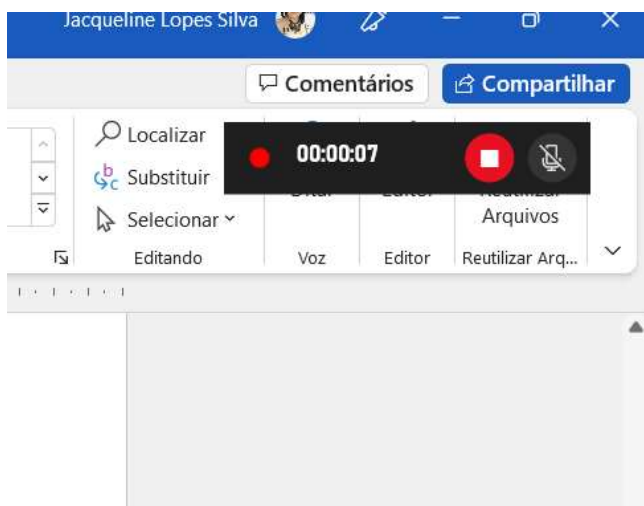 Jacqueline Lopes Silva
Comentários Compartilhar
Localizar
00:00:07
Substituir
Selecionar
Arquivos
Editando Voz Editor Reutilizar Arq...